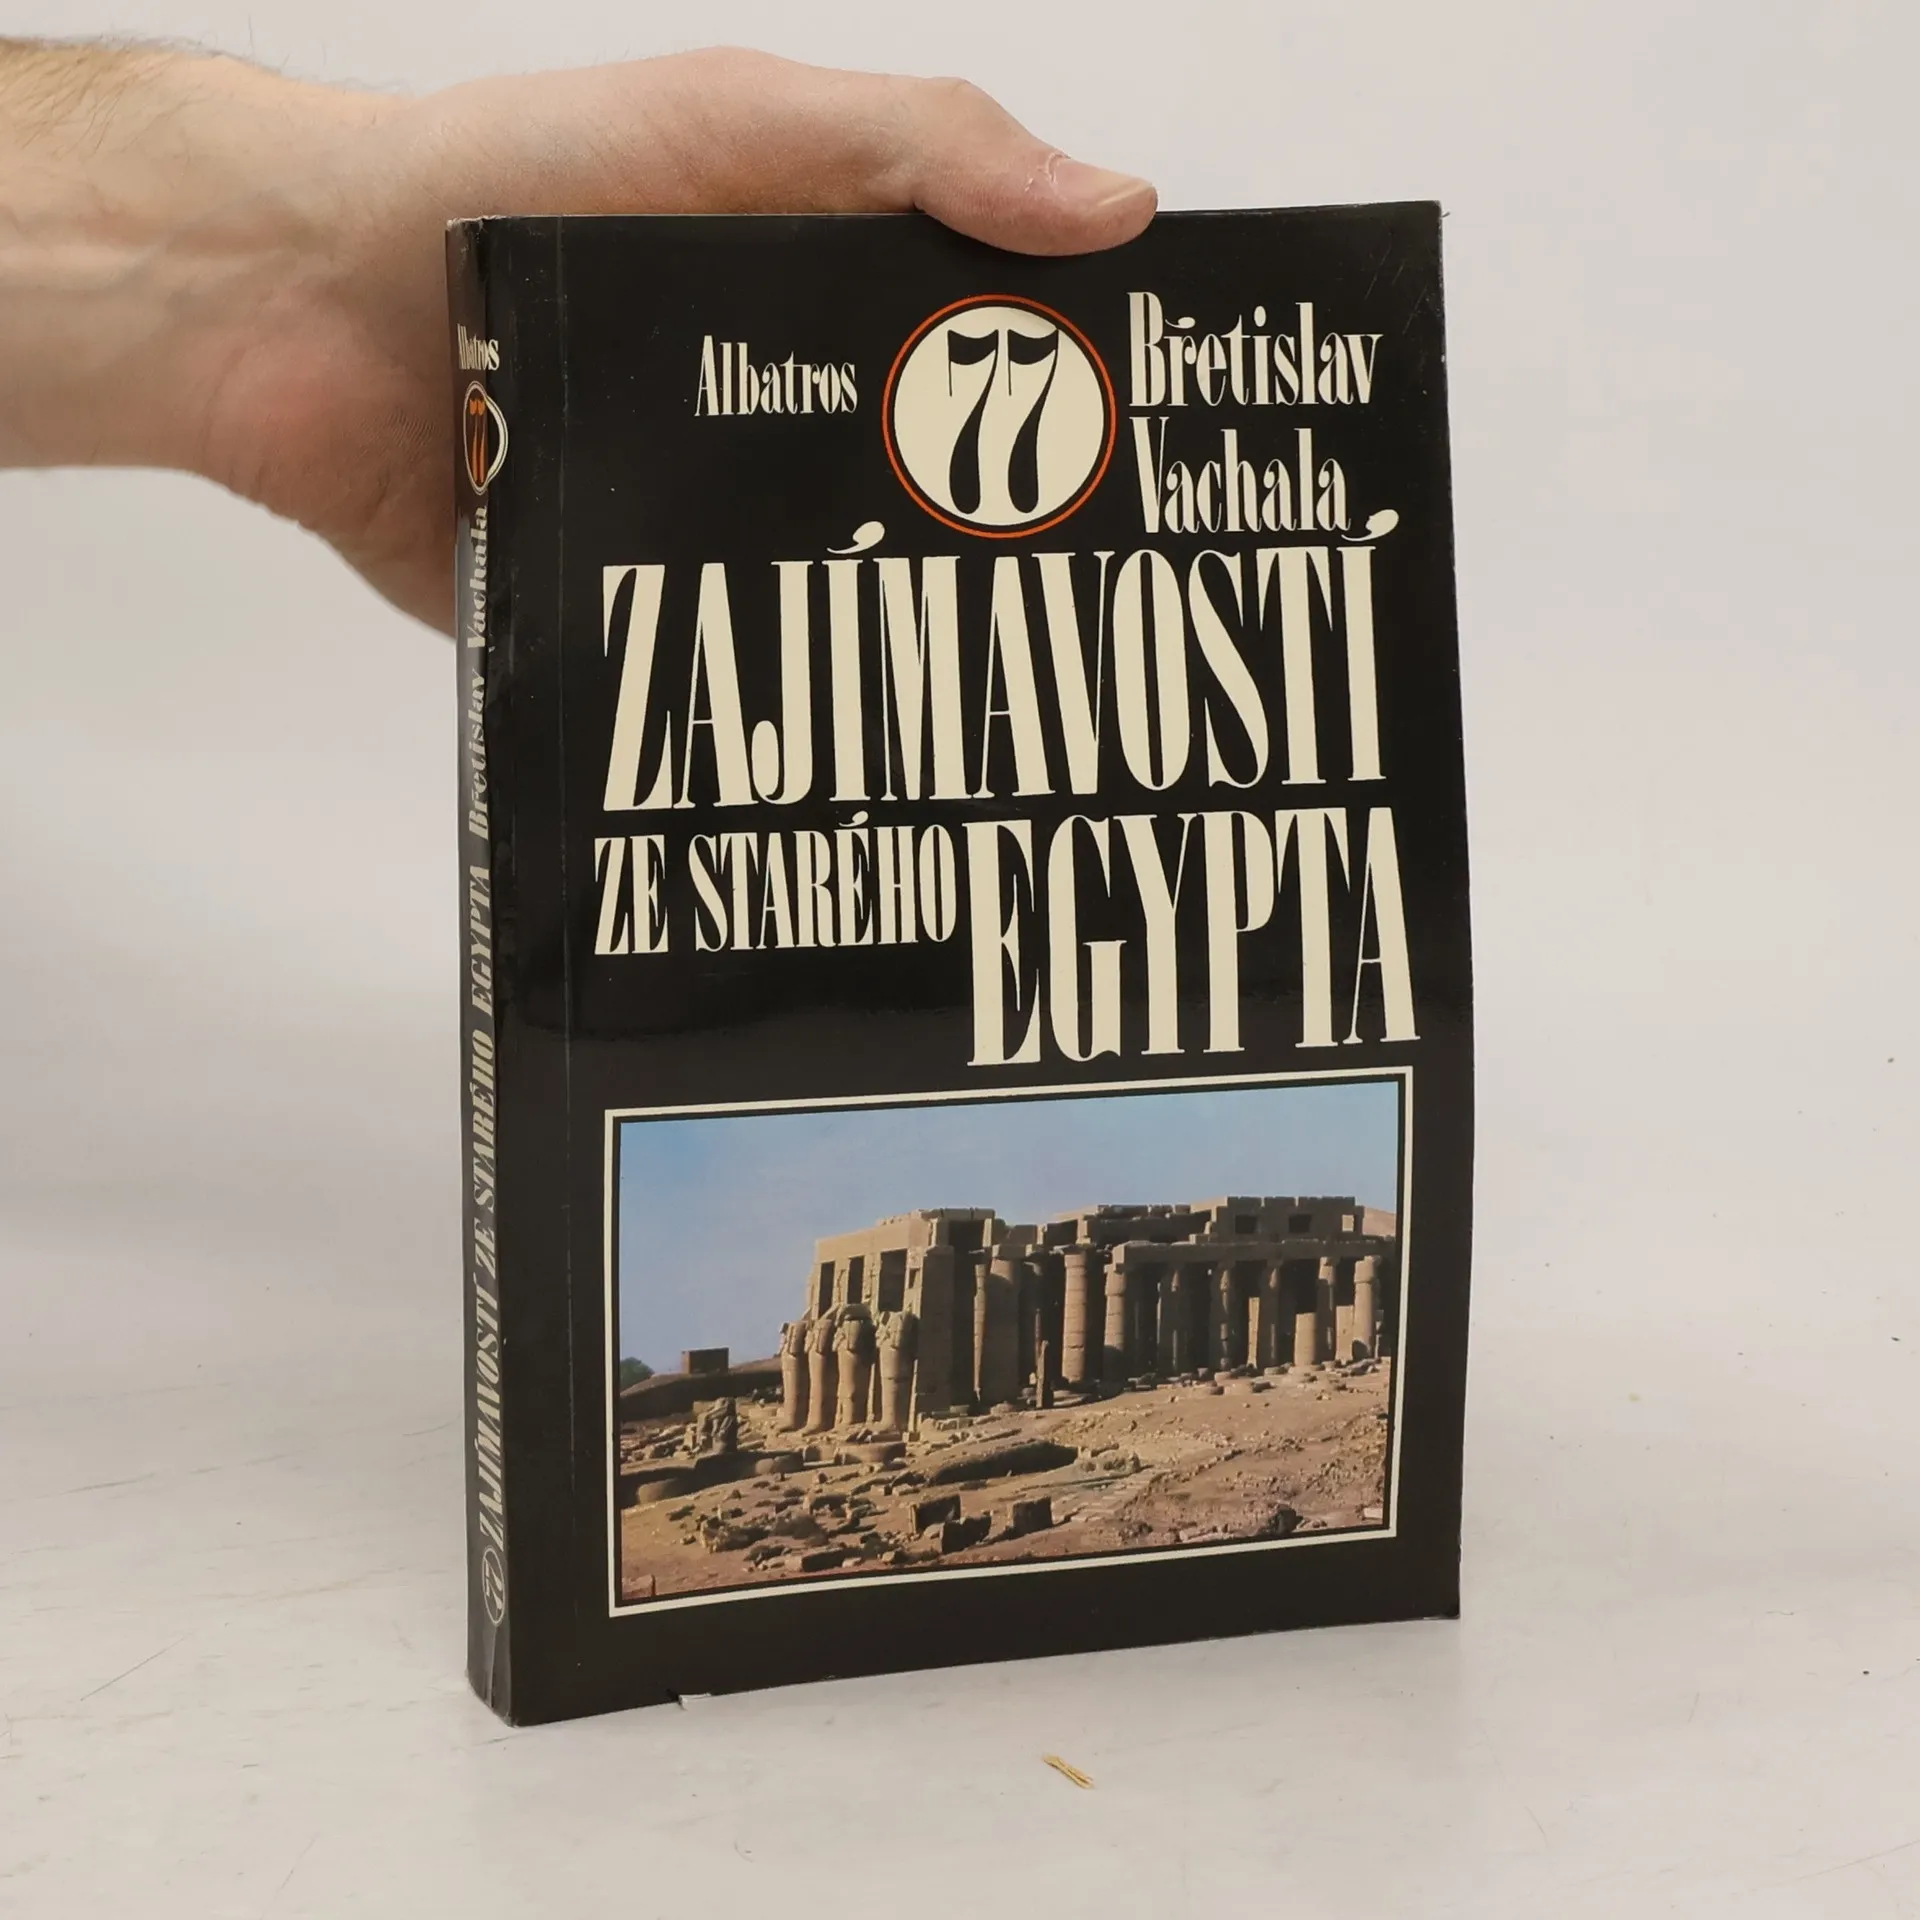 Albatros
77
Břetislav
Vachala
ZAJÍMAVOSTÍ
ZE STARÉHO EGYPTA
Albatros 77 Břetislav Vachala ZAJÍMAVOSTÍ ZE STARÉHO EGYPTA 77